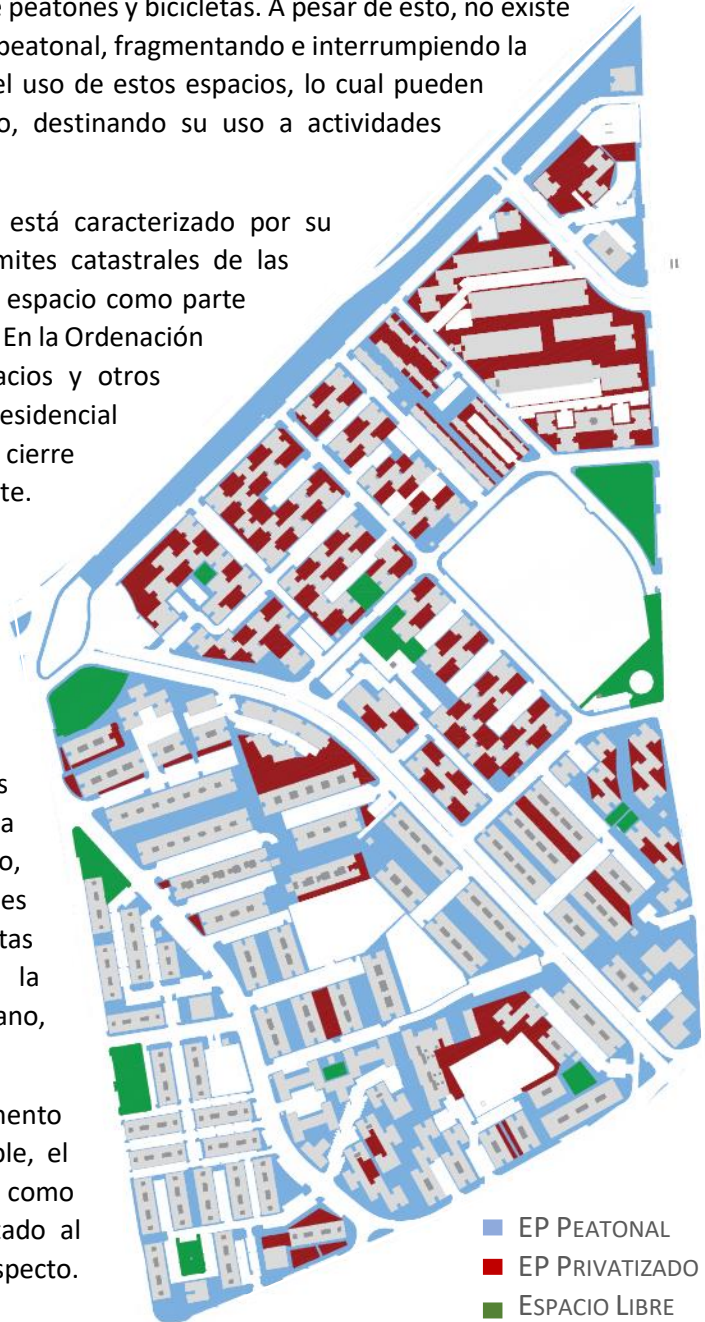 e peatones y bicicletas. A pesar de esto, no existe
peatonal, fragmentando e interrumpiendo la
el uso de estos espacios, lo cual pueden
o, destinando su uso a actividades
está caracterizado por su
mites catastrales de las
espacio como parte
En la Ordenación
acios y otros
esidencial
cierre
te.
s
a
o,
es
tas
la
ano,
mento
ble, el
como
tado al
specto.
EP PEATONAL
EP PRIVATIZADO
ESPACIO LIBRE